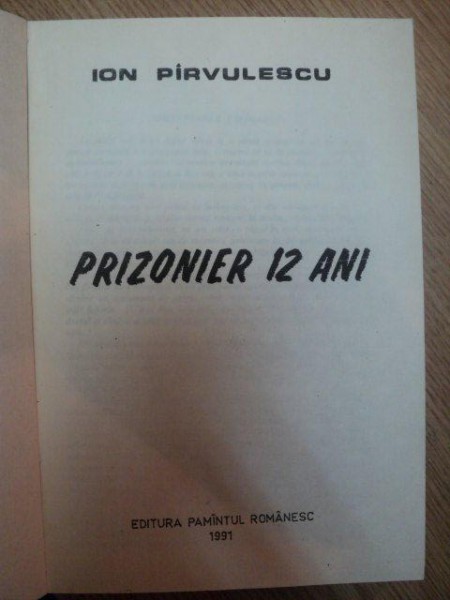 ION PÎRVULESCU
PRIZONIER 12 ANI
EDITURA PAMÎNTUL ROMÂNESC
1991